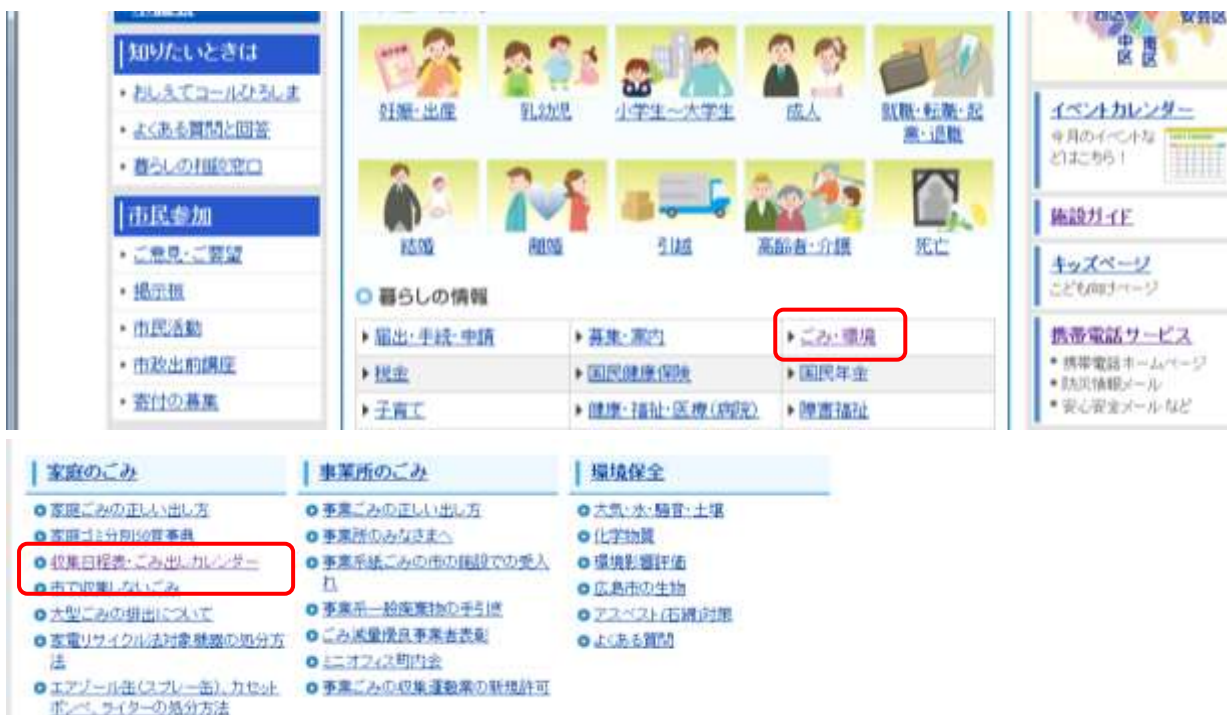 知りたいときは
・おしえてコールひろしま
・よくある質問と回答
・暮らしの相談窓口
市民参加
・ご意見・ご要望
・掲示板
・市民活動
・市政出前講座
・寄付の募集
妊娠・出産
乳幼児
小学生～大学生
成人
就職・転職・起
業・退職
結婚
離婚
引越
高齢者・介護
死亡
暮らしの情報
届出・手続・申請
募集・案内
ごみ・環境
税金
国民健康保険
国民年金
子育て
健康・福祉・医療(病院)
障害福祉
安芸区
中区
南区
イベントカレンダー
今月のイベントな
どはこちら！
施設ガイド
キッズページ
こども向けページ
携帯電話サービス
携帯電話ホームページ
防災情報メール
安心安全メールなど
家庭のごみ
家庭ごみの正しい出し方
家庭ゴミ分別50音事典
収集日程表・ごみ出しカレンダー
市で収集しないごみ
大型ごみの排出について
家電リサイクル法対象機器の処分方
法
エアゾール缶(スプレー缶)、カセット
ボンベ、ライターの処分方法
事業所のごみ
事業ごみの正しい出し方
事業所のみなさまへ
事業系紙ごみの市の施設での受入
れ
事業系一般廃棄物の手引き
ごみ減量優良事業者表彰
ミニオフィス町内会
事業ごみの収集運搬業の新規許可
環境保全
大気・水・騒音・土壌
化学物質
環境影響評価
広島市の生物
アスベスト(石綿)対策
よくある質問